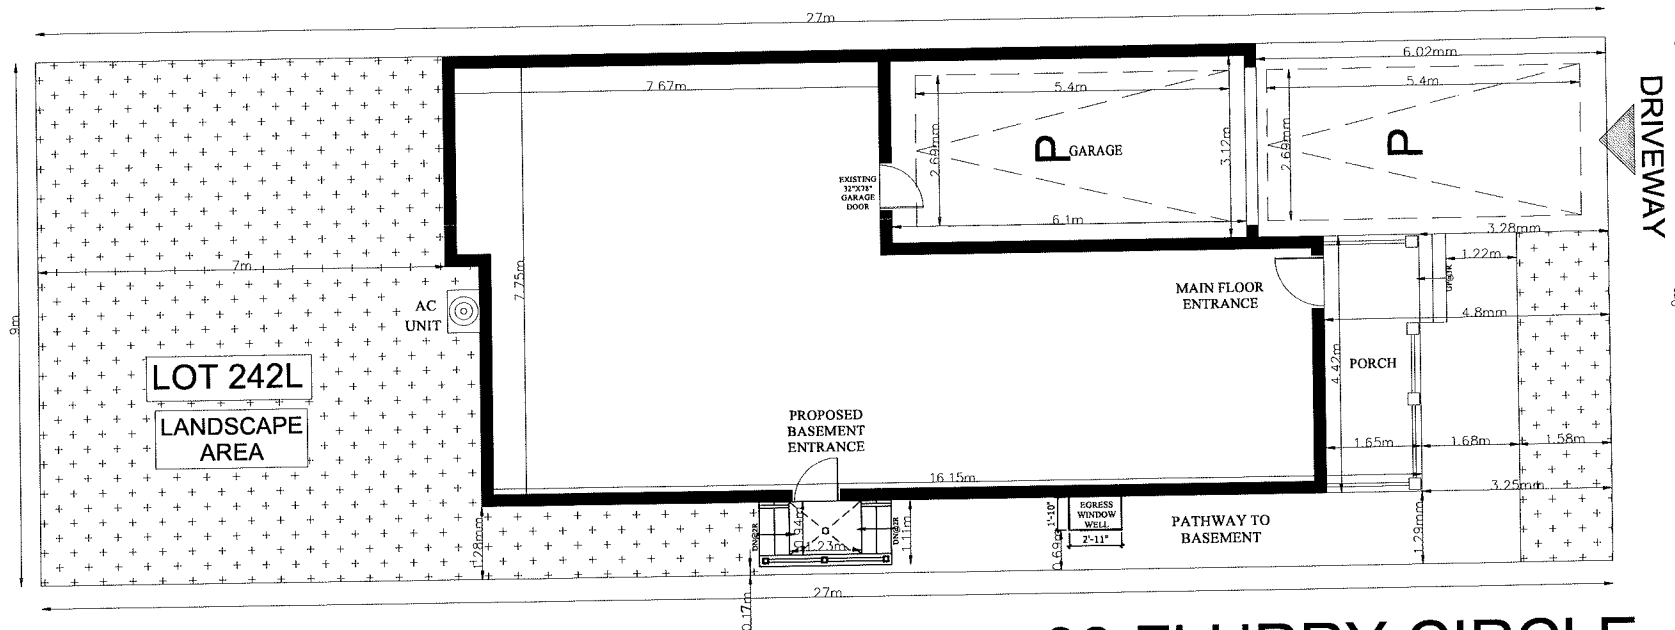 27m
6.02mm
7.67m
5.4m
5.4m
DRIVEWAY
2.69mm
P
GARAGE
3.12m
2.69mm
P
EXISTING
32"X78"
GARAGE
DOOR
6.1m
3.28mm
7m
7.75m
1.22m
AC
UNIT
MAIN FLOOR
ENTRANCE
4.8mm
9m
LOT 242L
4.42m
PORCH
LANDSCAPE
AREA
PROPOSED
BASEMENT
ENTRANCE
1.65m
1.68m
1.58m
16.15m
3.25mm
1.28mm
1.23m
1.11m
1'-10"
EGRESS
WINDOW
WELL
2'-11"
0.69m
PATHWAY TO
BASEMENT
1.29mm
27m
0.17m
FLURRY CIRCLE